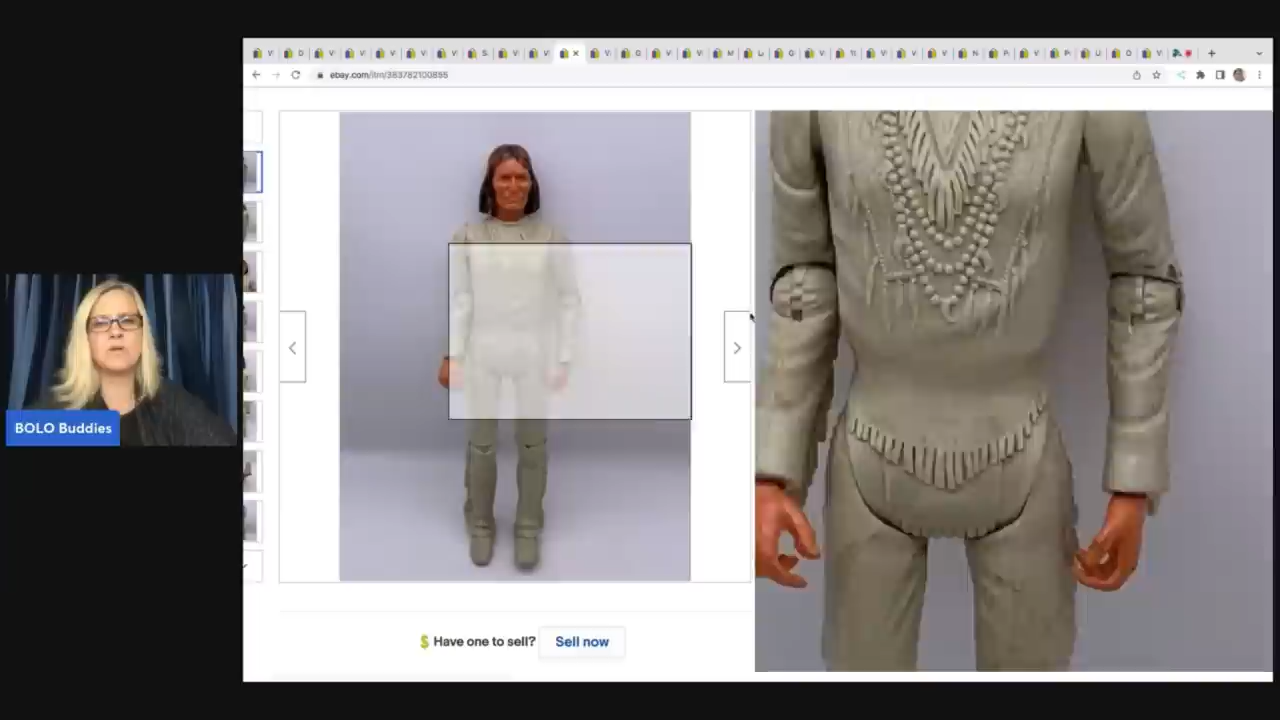 ebay.com/itm/383782100855
BOLO Buddies
$ Have one to sell? Sell now